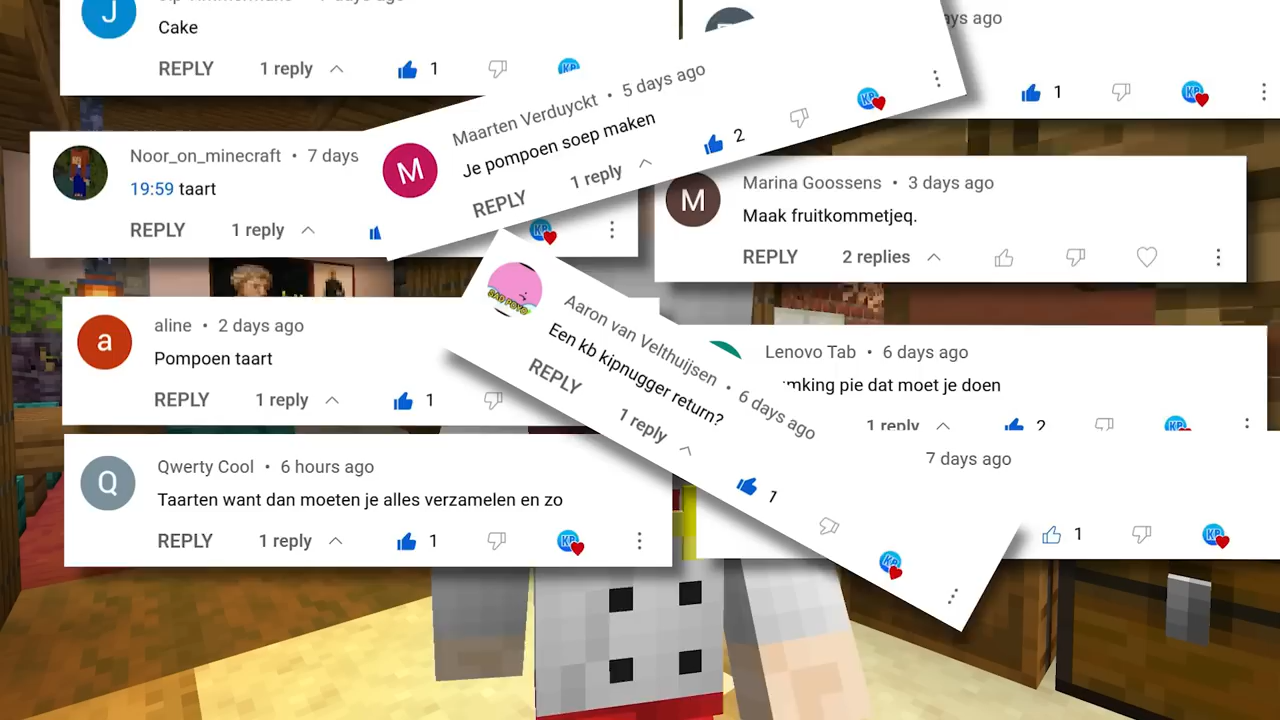 J
Cake
REPLY 1 reply 1
days ago
1
Maarten Verduyckt • 5 days ago
M
Je pompoen soep maken
REPLY 1 reply 2
Noor_on_minecraft • 7 days
19:59 taart
REPLY 1 reply
Marina Goossens • 3 days ago
M
Maak fruitkommetjeq.
REPLY 2 replies
aline • 2 days ago
a
Pompoen taart
REPLY 1 reply 1
SAD POYO
Aaron van Velthuijsen • 6 days ago
Een kb kipnugger return?
REPLY 1 reply 1
Lenovo Tab • 6 days ago
mking pie dat moet je doen
1 reply 2
Qwerty Cool • 6 hours ago
Q
Taarten want dan moeten je alles verzamelen en zo
REPLY 1 reply 1
7 days ago
1
KP